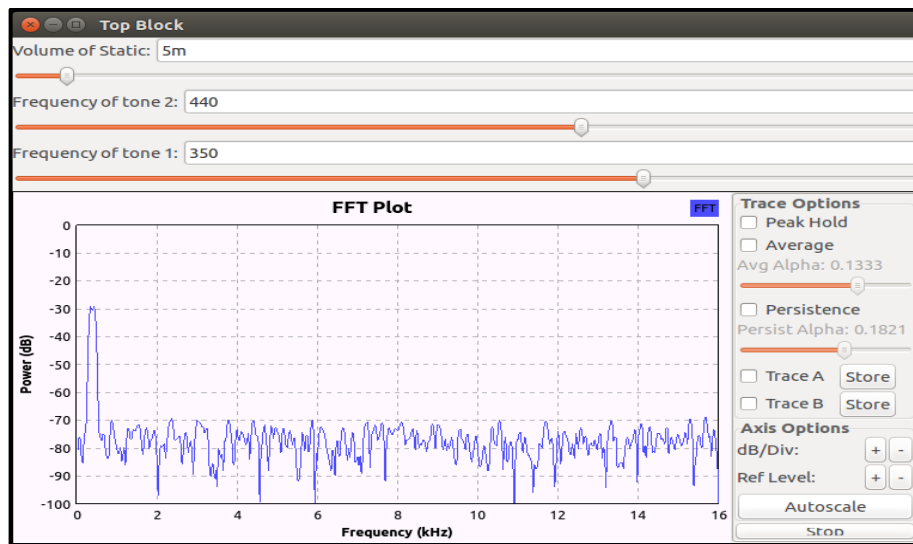 Top Block
Volume of Static: 5m
Frequency of tone 2: 440
Frequency of tone 1: 350
FFT Plot
FFT
Power (dB)
0
-10
-20
-30
-40
-50
-60
-70
-80
-90
-100
0 2 4 6 8 10 12 14 16
Frequency (kHz)
Trace Options
Peak Hold
Average
Avg Alpha: 0.1333
Persistence
Persist Alpha: 0.1821
Trace A Store
Trace B Store
Axis Options
dB/Div: + -
Ref Level: + -
Autoscale
Stop